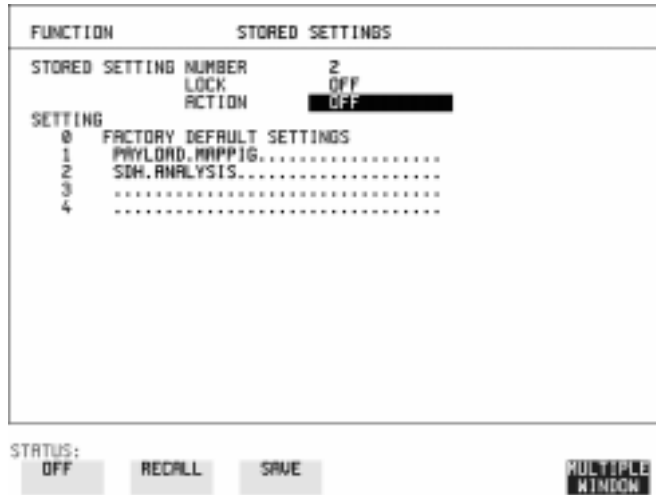 FUNCTION STORED SETTINGS
STORED SETTING NUMBER 2
LOCK OFF
ACTION OFF
SETTING
0 FACTORY DEFAULT SETTINGS
1 PAYLOAD.MAPPIG..................
2 SDH.ANALYSIS....................
3 ................................
4 ................................
STATUS:
OFF RECALL SAVE MULTIPLE WINDOW